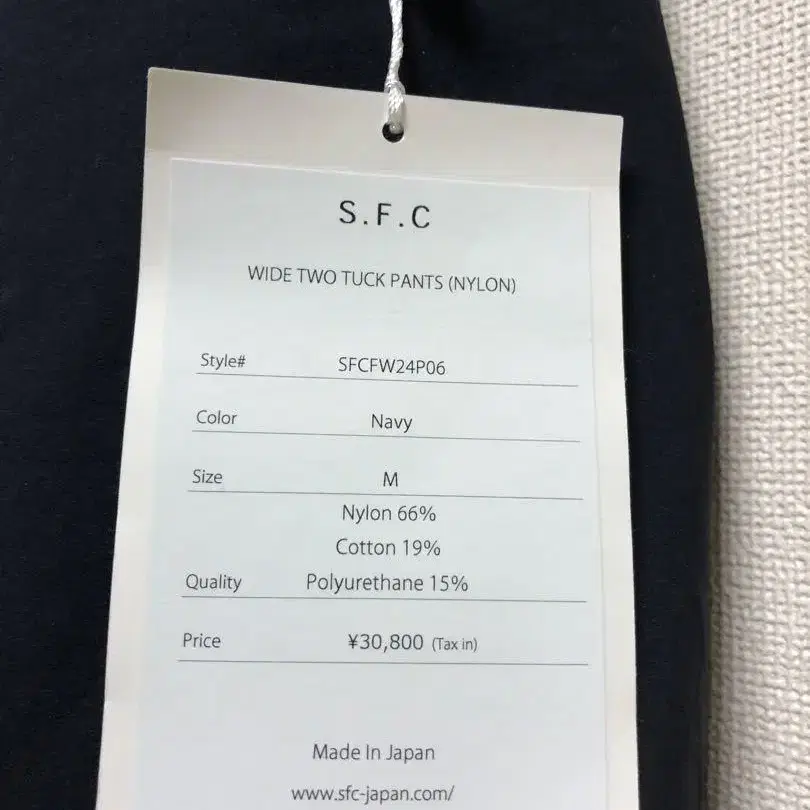 S.F.C
WIDE TWO TUCK PANTS (NYLON)
Style# SFCFW24P06
Color Navy
Size M
Nylon 66%
Cotton 19%
Quality Polyurethane 15%
Price ¥30,800 (Tax in)
Made In Japan
www.sfc-japan.com/